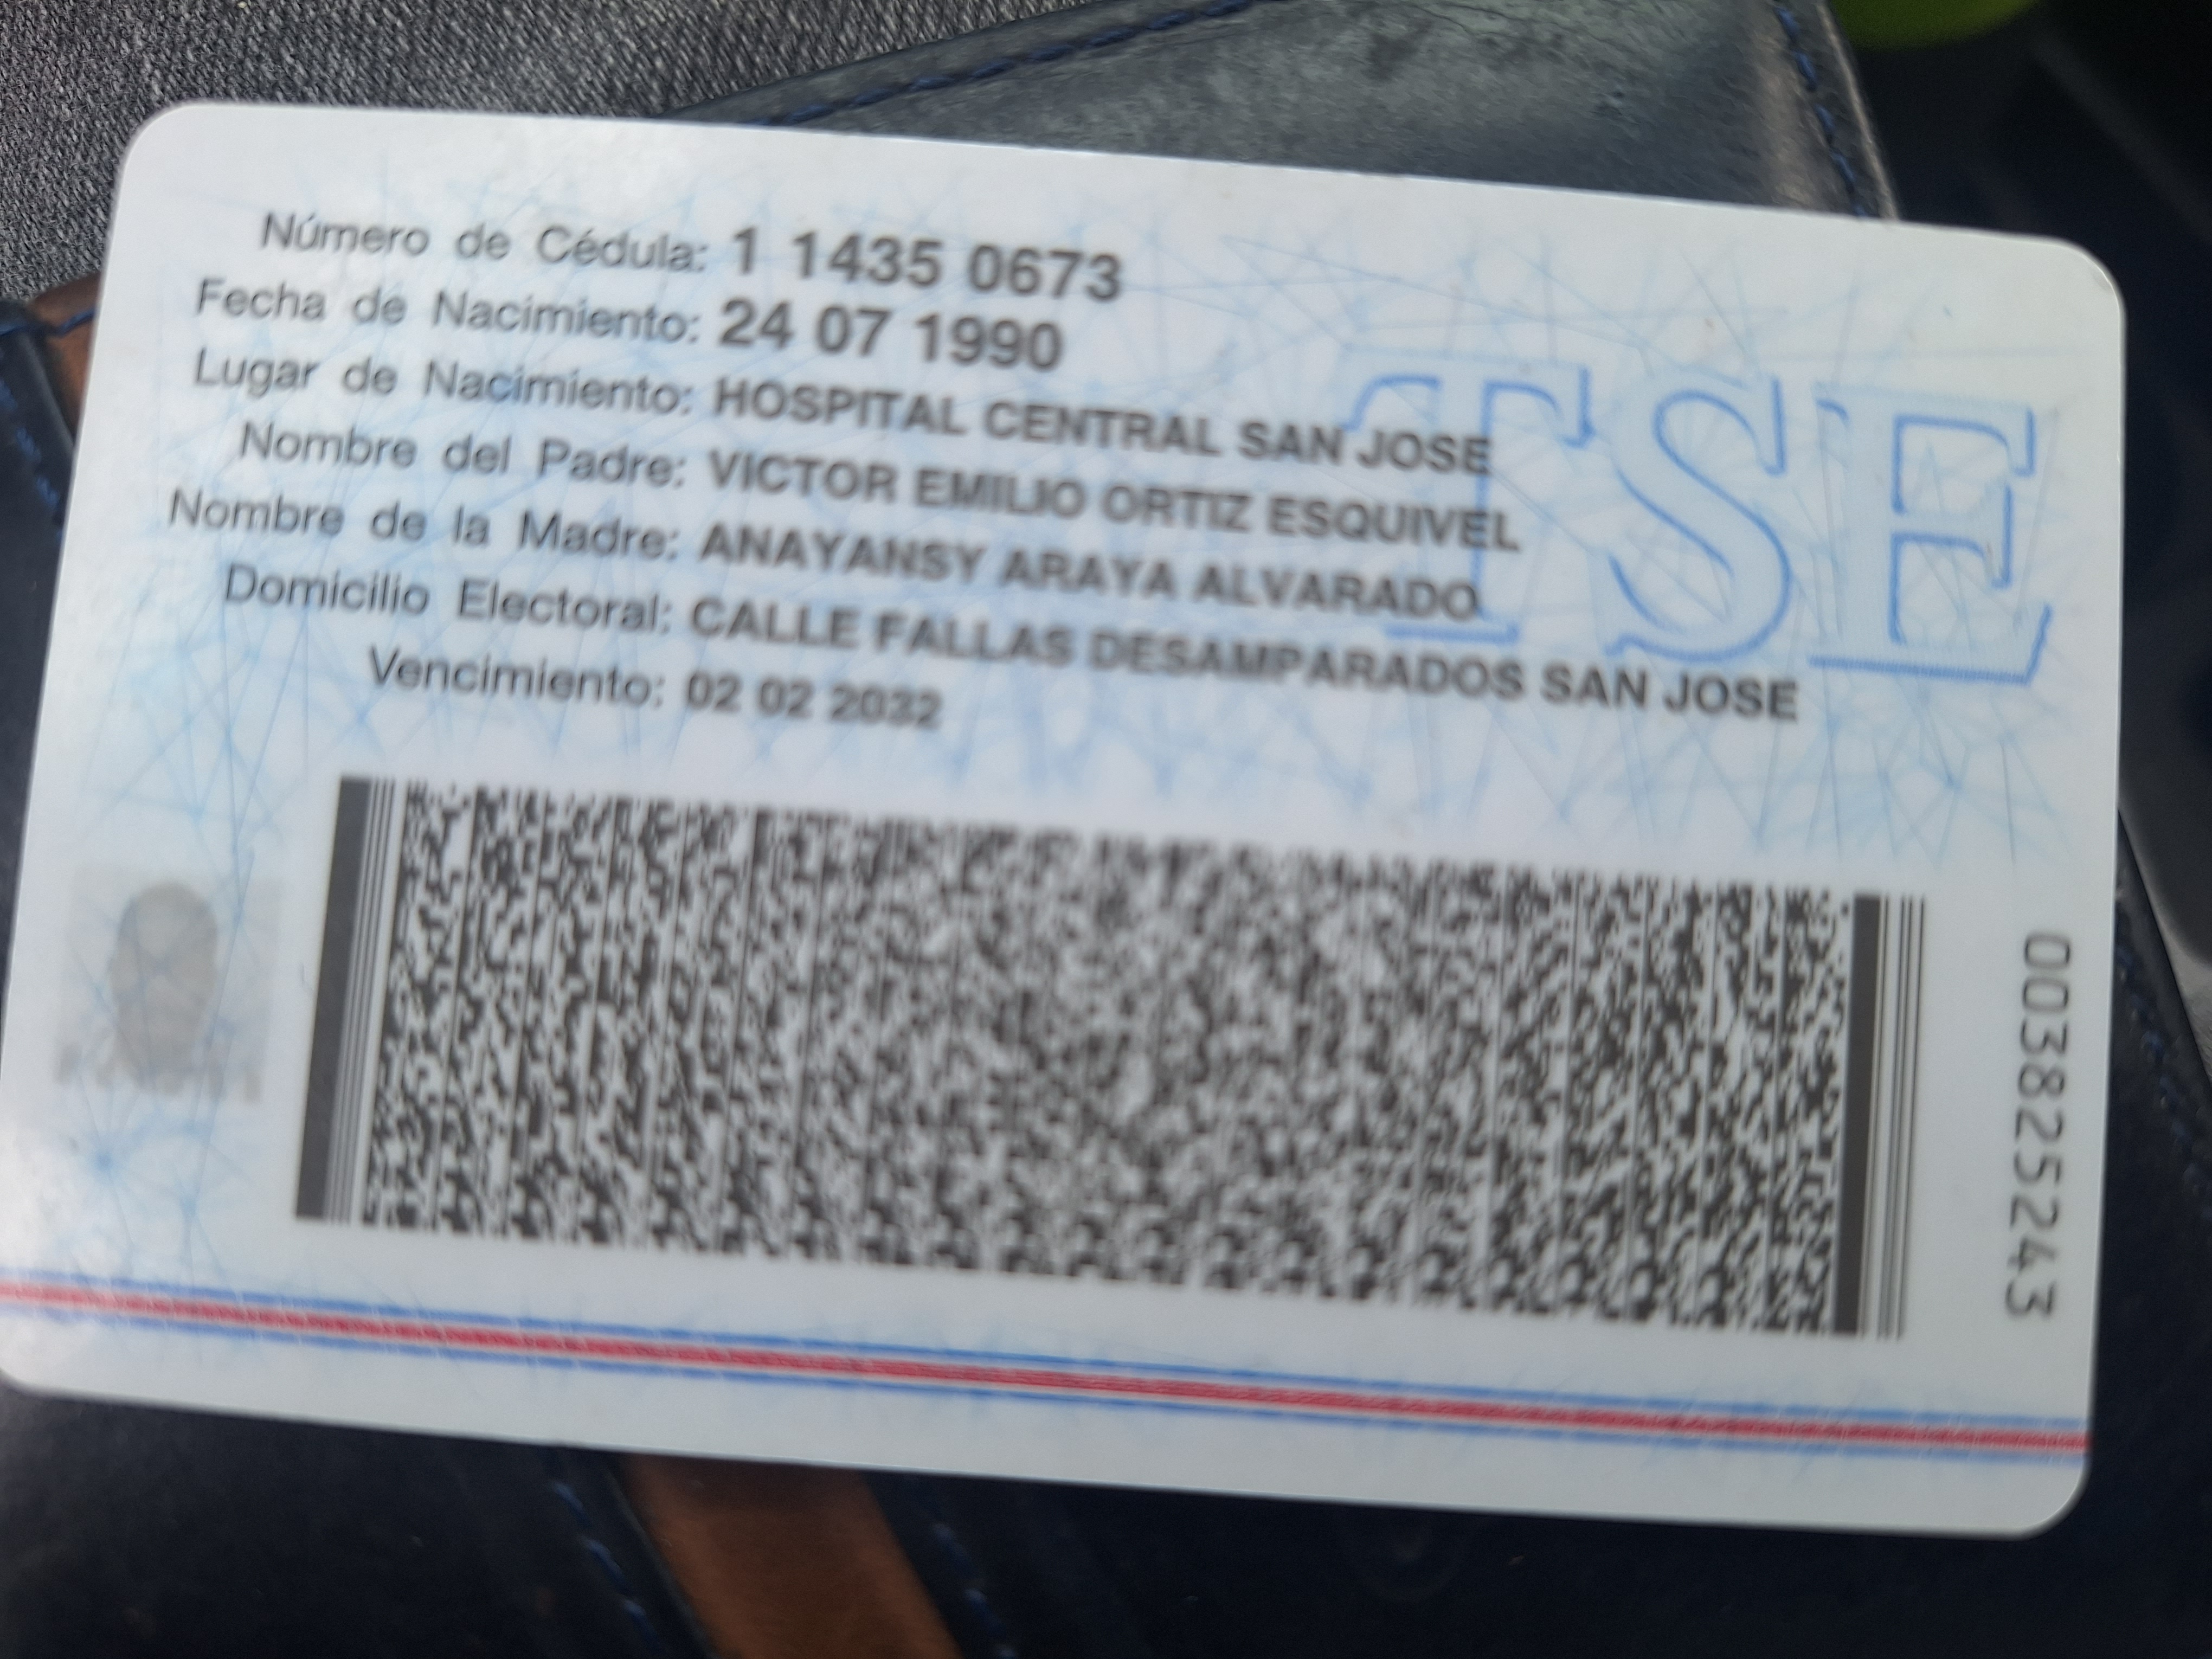 Número de Cédula: 1 1435 0673
Fecha de Nacimiento: 24 07 1990
Lugar de Nacimiento: HOSPITAL CENTRAL SAN JOSE
Nombre del Padre: VICTOR EMILIO ORTIZ ESQUIVEL
Nombre de la Madre: ANAYANSY ARAYA ALVARADO
Domicilio Electoral: CALLE FALLAS DESAMPARADOS SAN JOSE
Vencimiento: 02 02 2032
TSE
003825243